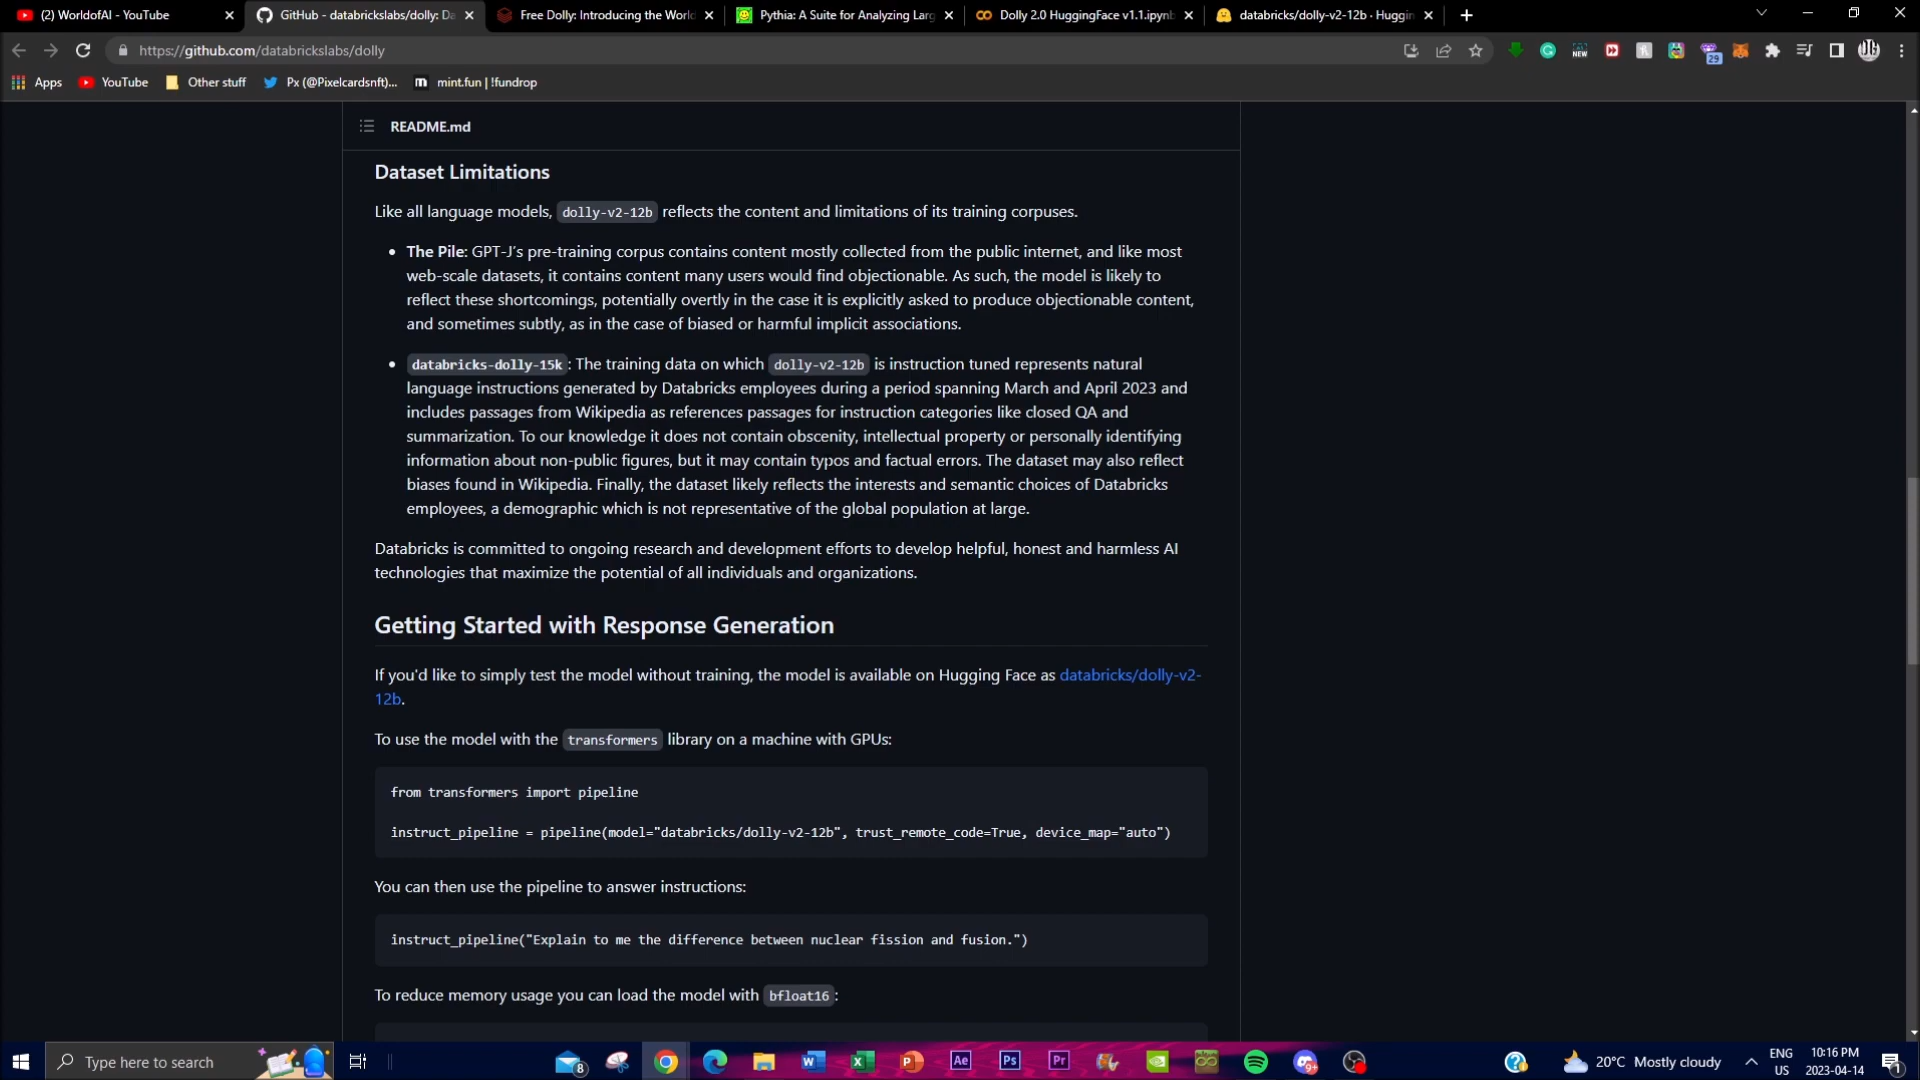 (2) WorldofAI - YouTube
GitHub - databrickslabs/dolly: Da
Free Dolly: Introducing the World
Pythia: A Suite for Analyzing Larg
Dolly 2.0 HuggingFace v1.1.ipynb
databricks/dolly-v2-12b · Huggin
https://github.com/databrickslabs/dolly
NEW
29
Apps
YouTube
Other stuff
Px (@Pixelcardsnft)...
m
mint.fun | !fundrop
README.md
Dataset Limitations
Like all language models, dolly-v2-12b reflects the content and limitations of its training corpuses.
• The Pile: GPT-J's pre-training corpus contains content mostly collected from the public internet, and like most
web-scale datasets, it contains content many users would find objectionable. As such, the model is likely to
reflect these shortcomings, potentially overtly in the case it is explicitly asked to produce objectionable content,
and sometimes subtly, as in the case of biased or harmful implicit associations.
• databricks-dolly-15k: The training data on which dolly-v2-12b is instruction tuned represents natural
language instructions generated by Databricks employees during a period spanning March and April 2023 and
includes passages from Wikipedia as references passages for instruction categories like closed QA and
summarization. To our knowledge it does not contain obscenity, intellectual property or personally identifying
information about non-public figures, but it may contain typos and factual errors. The dataset may also reflect
biases found in Wikipedia. Finally, the dataset likely reflects the interests and semantic choices of Databricks
employees, a demographic which is not representative of the global population at large.
Databricks is committed to ongoing research and development efforts to develop helpful, honest and harmless AI
technologies that maximize the potential of all individuals and organizations.
Getting Started with Response Generation
If you'd like to simply test the model without training, the model is available on Hugging Face as databricks/dolly-v2-
12b.
To use the model with the transformers library on a machine with GPUs:
from transformers import pipeline
instruct_pipeline = pipeline(model="databricks/dolly-v2-12b", trust_remote_code=True, device_map="auto")
You can then use the pipeline to answer instructions:
instruct_pipeline("Explain to me the difference between nuclear fission and fusion.")
To reduce memory usage you can load the model with bfloat16:
Type here to search
8
Ae
Ps
Pr
9+
20°C Mostly cloudy
ENG
US
10:16 PM
2023-04-14
1